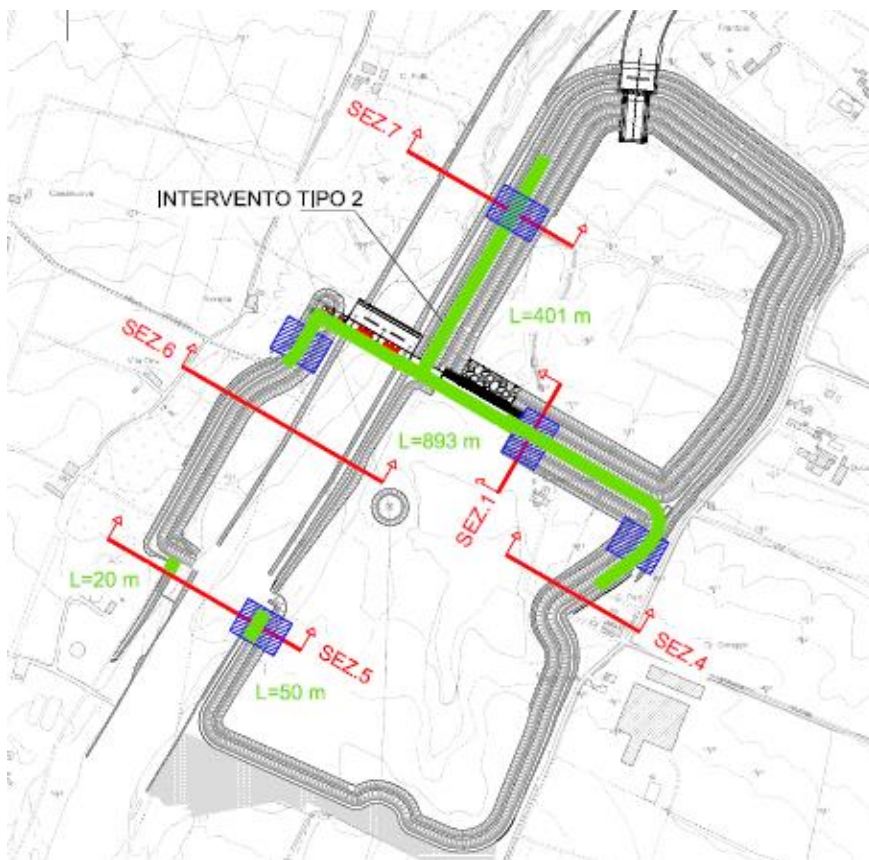 SEZ.7
INTERVENTO TIPO 2
L=401 m
SEZ.6
L=893 m
SEZ.1
L=20 m
SEZ.5
SEZ.4
L=50 m